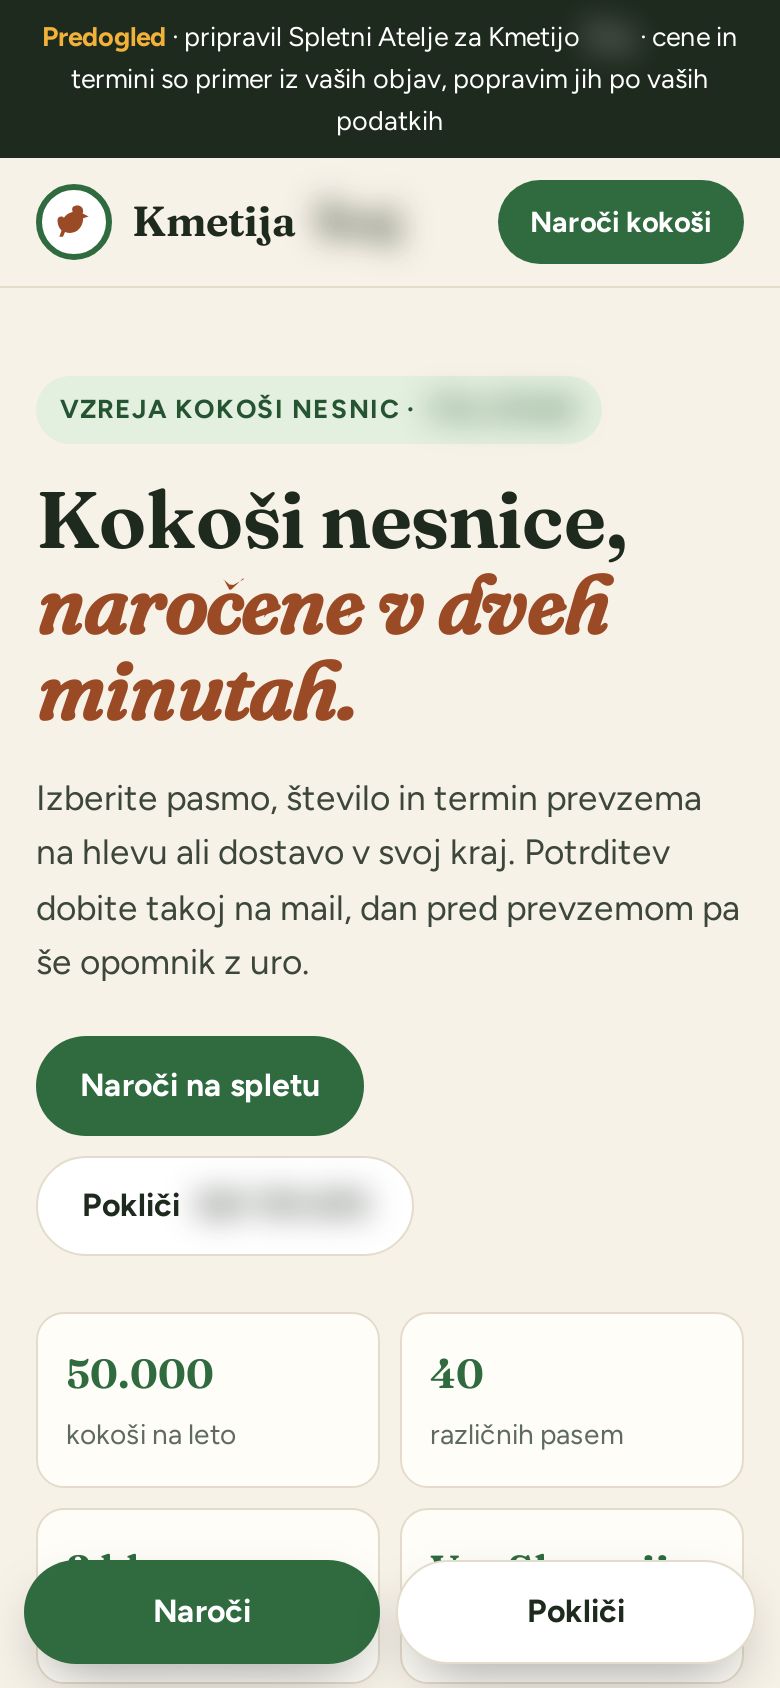 Predogled · pripravil Spletni Atelje za Kmetijo · cene in
termini so primer iz vaših objav, popravim jih po vaših
podatkih
Kmetija
Naroči kokoši
VZREJA KOKOŠI NESNIC ·
Kokoši nesnice,
naročene v dveh
minutah.
Izberite pasmo, število in termin prevzema
na hlevu ali dostavo v svoj kraj. Potrditev
dobite takoj na mail, dan pred prevzemom pa
še opomnik z uro.
Naroči na spletu
Pokliči
50.000
kokoši na leto
40
različnih pasem
Naroči
Pokliči